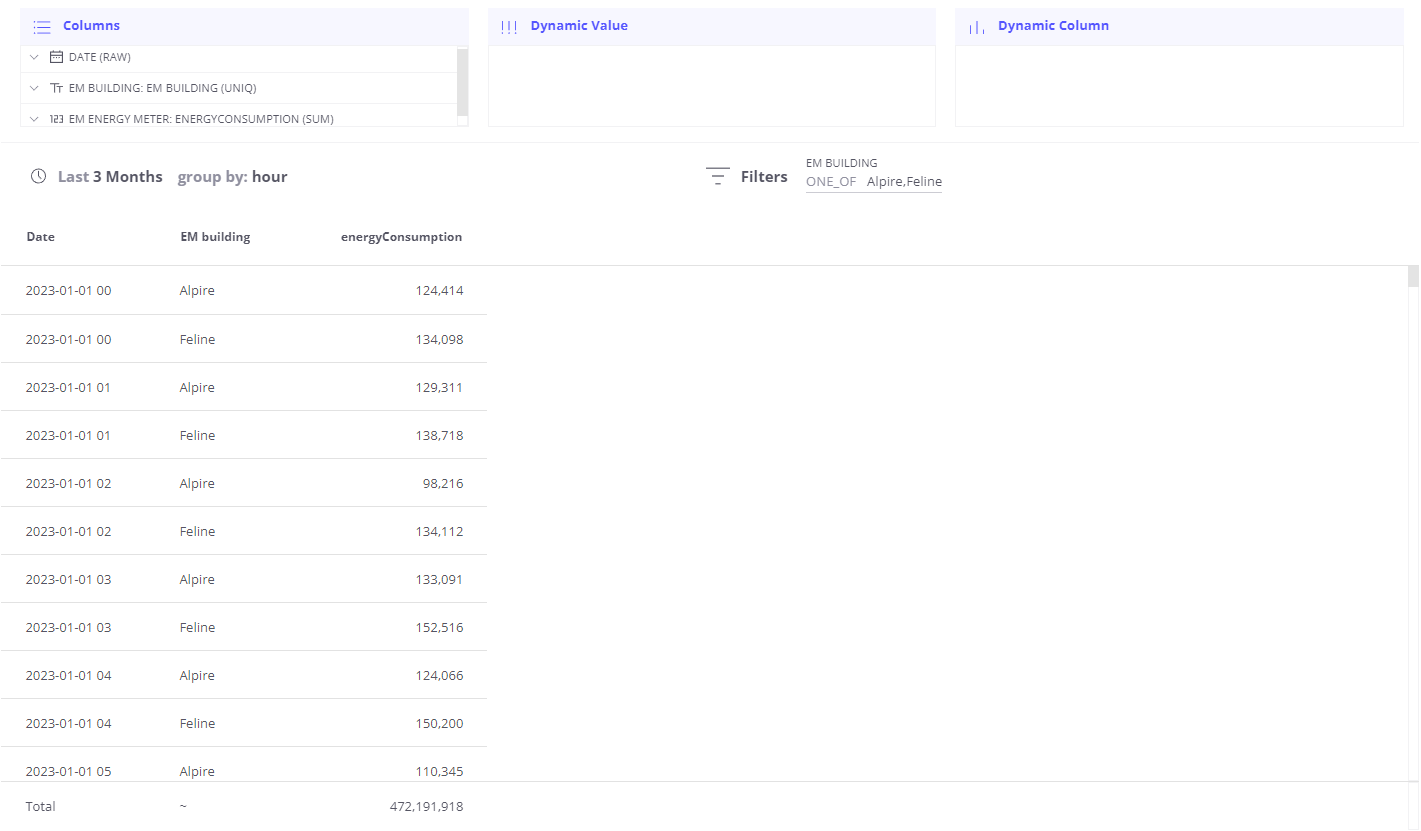 Columns
DATE (RAW)
EM BUILDING: EM BUILDING (UNIQ)
EM ENERGY METER: ENERGYCONSUMPTION (SUM)
Dynamic Value
Dynamic Column
Last 3 Months group by: hour
Filters
EM BUILDING
ONE_OF Alpire,Feline
Date EM building energyConsumption
2023-01-01 00 Alpire 124,414
2023-01-01 00 Feline 134,098
2023-01-01 01 Alpire 129,311
2023-01-01 01 Feline 138,718
2023-01-01 02 Alpire 98,216
2023-01-01 02 Feline 134,112
2023-01-01 03 Alpire 133,091
2023-01-01 03 Feline 152,516
2023-01-01 04 Alpire 124,066
2023-01-01 04 Feline 150,200
2023-01-01 05 Alpire 110,345
Total ~ 472,191,918